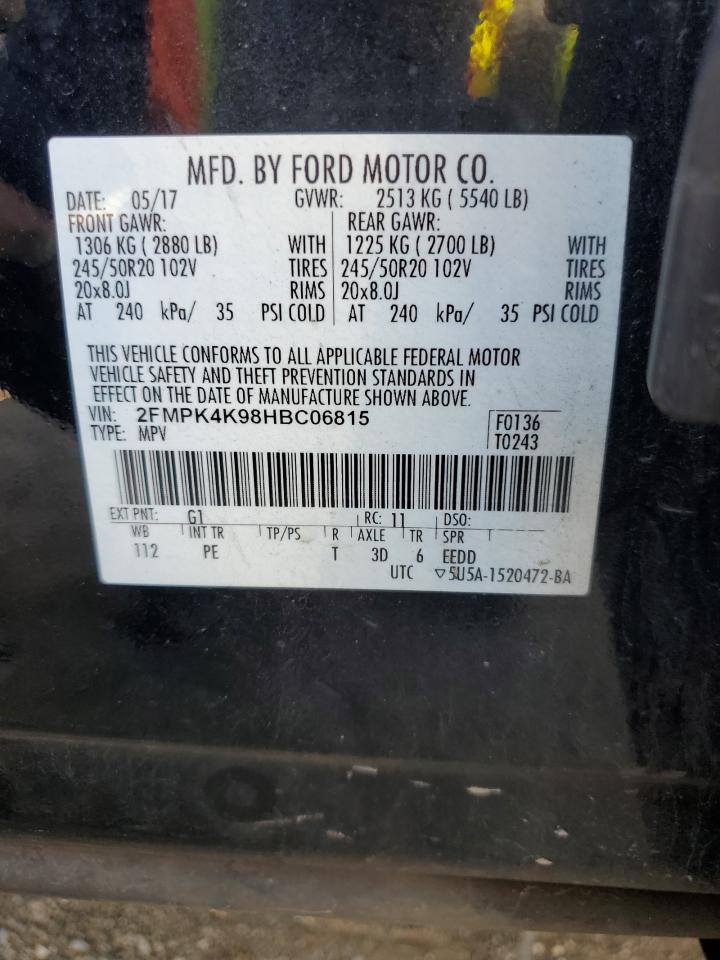 MFD. BY FORD MOTOR CO.
DATE: 05/17 GVWR: 2513 KG ( 5540 LB)
FRONT GAWR: REAR GAWR:
1306 KG ( 2880 LB) WITH 1225 KG ( 2700 LB) WITH
245/50R20 102V TIRES 245/50R20 102V TIRES
20x8.0J RIMS 20x8.0J RIMS
AT 240 kPa/ 35 PSI COLD AT 240 kPa/ 35 PSI COLD
THIS VEHICLE CONFORMS TO ALL APPLICABLE FEDERAL MOTOR
VEHICLE SAFETY AND THEFT PREVENTION STANDARDS IN
EFFECT ON THE DATE OF MANUFACTURE SHOWN ABOVE.
VIN: 2FMPK4K98HBC06815 F0136
TYPE: MPV T0243
EXT PNT: G1 RC: 11 DSO:
WB INT TR TP/PS R AXLE TR SPR
112 PE T 3D 6 EEDD
UTC ▽5U5A-1520472-BA